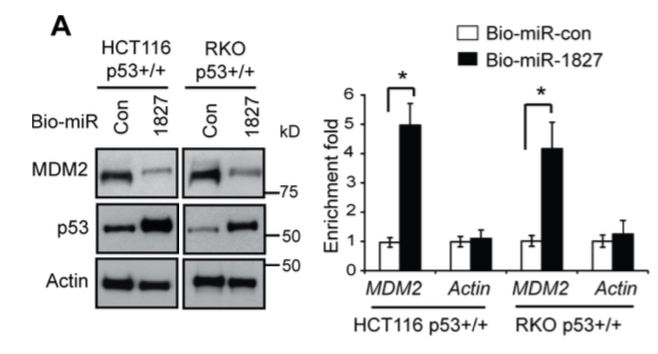 A
HCT116 RKO
p53+/+ p53+/+
Bio-miR Con 1827 Con 1827 kD
MDM2
75
p53
50
50
Actin
Bio-miR-con
Bio-miR-1827
Enrichment fold
6
5
4
3
2
1
0
* *
MDM2 Actin MDM2 Actin
HCT116 p53+/+ RKO p53+/+